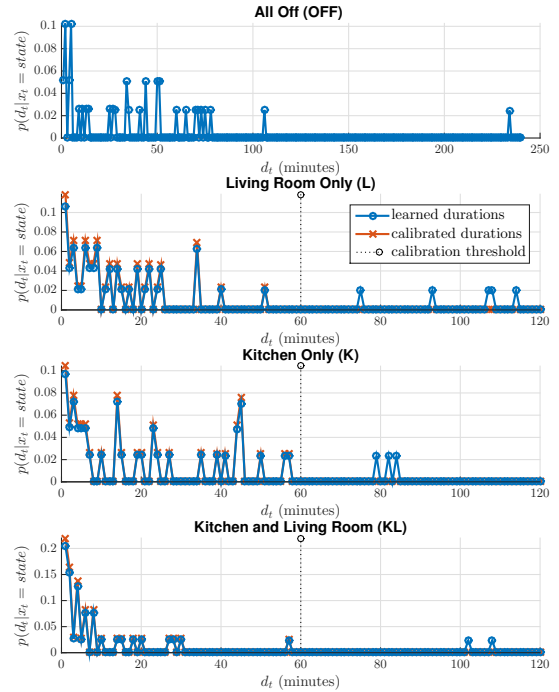 All Off (OFF)
p(d_t|x_t = state)
0.1
0.08
0.06
0.04
0.02
0
0 50 100 150 200 250
d_t (minutes)
Living Room Only (L)
p(d_t|x_t = state)
0.1
0.08
0.06
0.04
0.02
0
learned durations
calibrated durations
calibration threshold
0 20 40 60 80 100 120
d_t (minutes)
Kitchen Only (K)
p(d_t|x_t = state)
0.1
0.08
0.06
0.04
0.02
0
0 20 40 60 80 100 120
d_t (minutes)
Kitchen and Living Room (KL)
p(d_t|x_t = state)
0.2
0.15
0.1
0.05
0
0 20 40 60 80 100 120
d_t (minutes)